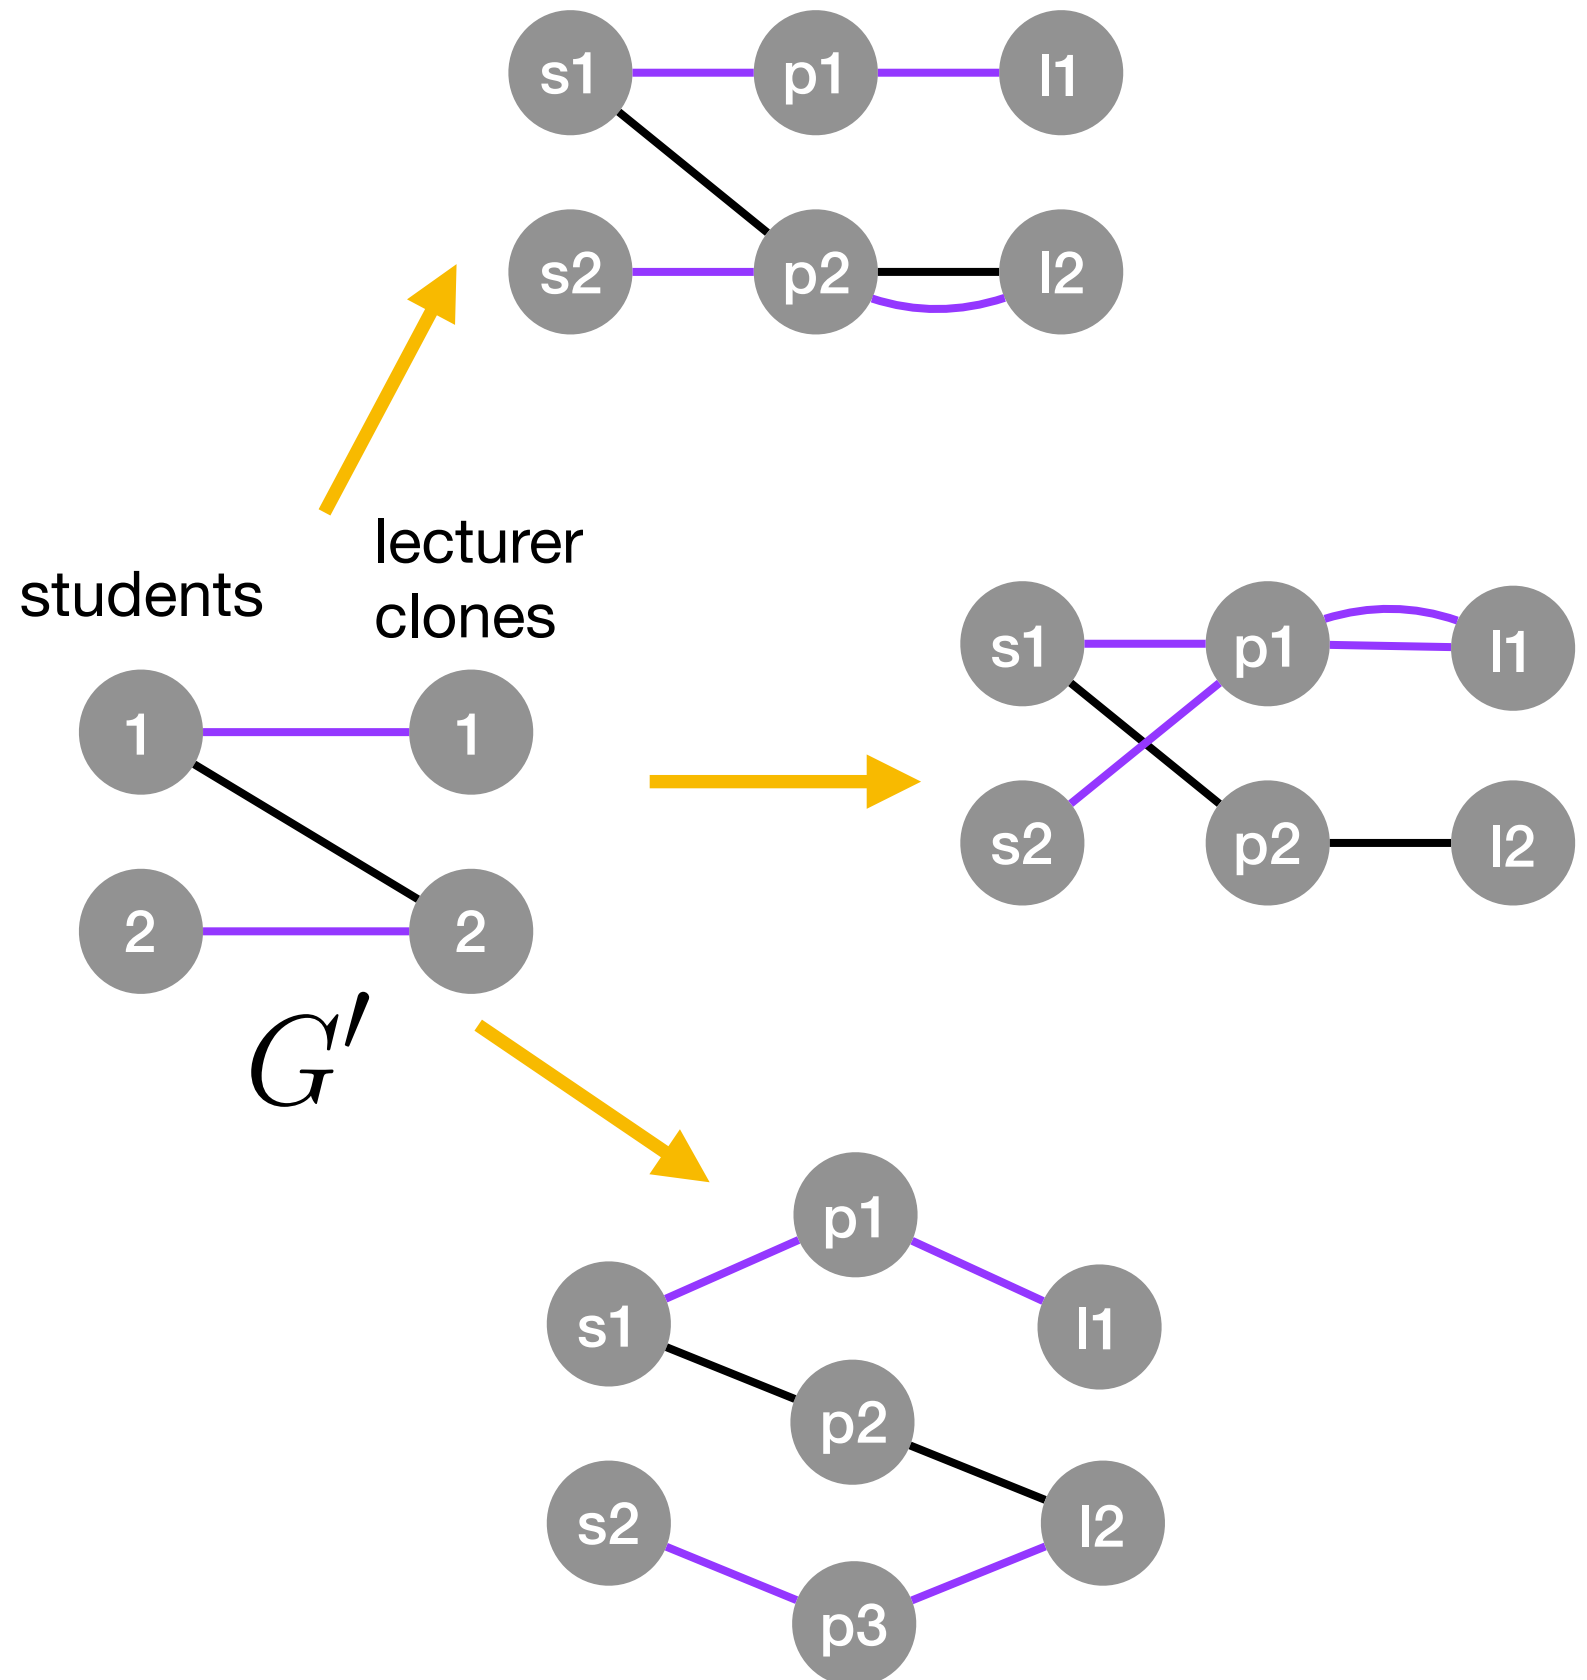 s1 p1 l1
s2 p2 l2
students
lecturer
clones
1 1
2 2
G′
s1 p1 l1
s2 p2 l2
p1
s1 l1
p2
s2 l2
p3